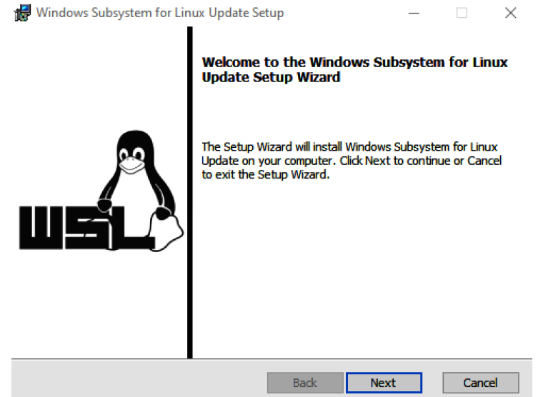 Windows Subsystem for Linux Update Setup
Welcome to the Windows Subsystem for Linux
Update Setup Wizard
The Setup Wizard will install Windows Subsystem for Linux
Update on your computer. Click Next to continue or Cancel
to exit the Setup Wizard.
WSL
Back
Next
Cancel